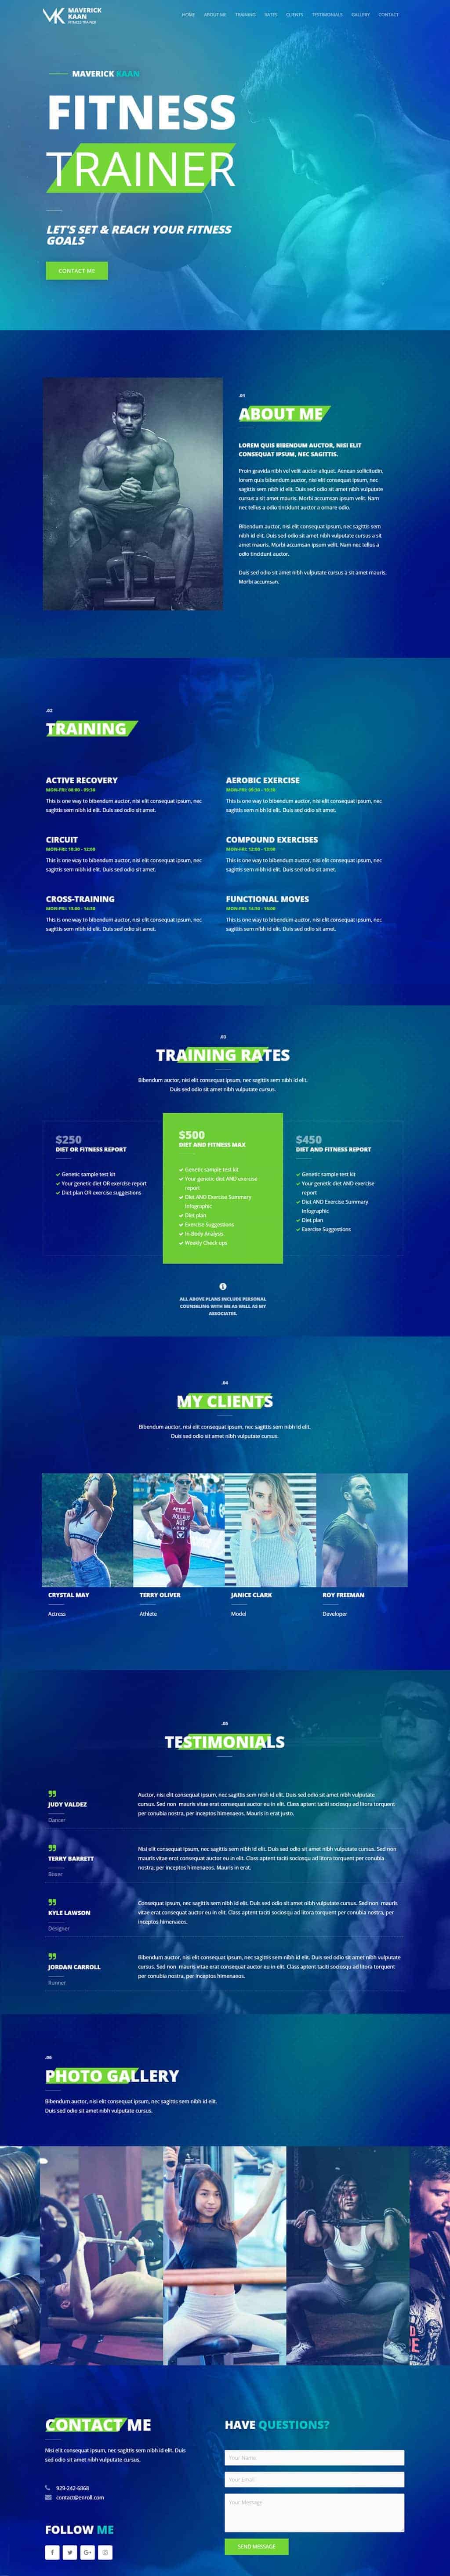 MAVERICK
KAAN
FITNESS TRAINER
HOME ABOUT ME TRAINING RATES CLIENTS TESTIMONIALS GALLERY CONTACT
MAVERICK KAAN
FITNESS
TRAINER
LET'S SET & REACH YOUR FITNESS
GOALS
CONTACT ME
.01
ABOUT ME
LOREM QUIS BIBENDUM AUCTOR, NISI ELIT
CONSEQUAT IPSUM, NEC SAGITTIS.
Proin gravida nibh vel velit auctor aliquet. Aenean sollicitudin,
lorem quis bibendum auctor, nisi elit consequat ipsum, nec
sagittis sem nibh id elit. Duis sed odio sit amet nibh vulputate
cursus a sit amet mauris. Morbi accumsan ipsum velit. Nam
nec tellus a odio tincidunt auctor a ornare odio.
Bibendum auctor, nisi elit consequat ipsum, nec sagittis sem
nibh id elit. Duis sed odio sit amet nibh vulputate cursus a sit
amet mauris. Morbi accumsan ipsum velit. Nam nec tellus a
odio tincidunt auctor.
Duis sed odio sit amet nibh vulputate cursus a sit amet mauris.
Morbi accumsan.
.02
TRAINING
ACTIVE RECOVERY
MON-FRI: 08:00 - 09:30
This is one way to bibendum auctor, nisi elit consequat ipsum, nec
sagittis sem nibh id elit. Duis sed odio sit amet.
AEROBIC EXERCISE
MON-FRI: 09:30 - 10:30
This is one way to bibendum auctor, nisi elit consequat ipsum, nec
sagittis sem nibh id elit. Duis sed odio sit amet.
CIRCUIT
MON-FRI: 10:30 - 12:00
This is one way to bibendum auctor, nisi elit consequat ipsum, nec
sagittis sem nibh id elit. Duis sed odio sit amet.
COMPOUND EXERCISES
MON-FRI: 12:00 - 13:00
This is one way to bibendum auctor, nisi elit consequat ipsum, nec
sagittis sem nibh id elit. Duis sed odio sit amet.
CROSS-TRAINING
MON-FRI: 13:00 - 14:30
This is one way to bibendum auctor, nisi elit consequat ipsum, nec
sagittis sem nibh id elit. Duis sed odio sit amet.
FUNCTIONAL MOVES
MON-FRI: 14:30 - 16:00
This is one way to bibendum auctor, nisi elit consequat ipsum, nec
sagittis sem nibh id elit. Duis sed odio sit amet.
.03
TRAINING RATES
Bibendum auctor, nisi elit consequat ipsum, nec sagittis sem nibh id elit.
Duis sed odio sit amet nibh vulputate cursus.
$250
DIET OR FITNESS REPORT
Genetic sample test kit
Your genetic diet OR exercise report
Diet plan OR exercise suggestions
$500
DIET AND FITNESS MAX
Genetic sample test kit
Your genetic diet AND exercise
report
Diet AND Exercise Summary
Infographic
Diet plan
Exercise Suggestions
In-Body Analysis
Weekly Check-ups
$450
DIET AND FITNESS REPORT
Genetic sample test kit
Your genetic diet AND exercise
report
Diet AND Exercise Summary
Infographic
Diet plan
Exercise Suggestions
ALL ABOVE PLANS INCLUDE PERSONAL
COUNSELING WITH ME AS WELL AS MY
ASSOCIATES.
.04
MY CLIENTS
Bibendum auctor, nisi elit consequat ipsum, nec sagittis sem nibh id elit.
Duis sed odio sit amet nibh vulputate cursus.
CRYSTAL MAY
Actress
TERRY OLIVER
Athlete
JANICE CLARK
Model
ROY FREEMAN
Developer
.05
TESTIMONIALS
JUDY VALDEZ
Dancer
Auctor, nisi elit consequat ipsum, nec sagittis sem nibh id elit. Duis sed odio sit amet nibh vulputate
cursus. Sed non mauris vitae erat consequat auctor eu in elit. Class aptent taciti sociosqu ad litora torquent
per conubia nostra, per inceptos himenaeos. Mauris in erat justo.
TERRY BARRETT
Boxer
Nisi elit consequat ipsum, nec sagittis sem nibh id elit. Duis sed odio sit amet nibh vulputate cursus. Sed non
mauris vitae erat consequat auctor eu in elit. Class aptent taciti sociosqu ad litora torquent per conubia
nostra, per inceptos himenaeos. Mauris in erat.
KYLE LAWSON
Designer
Consequat ipsum, nec sagittis sem nibh id elit. Duis sed odio sit amet nibh vulputate cursus. Sed non mauris
vitae erat consequat auctor eu in elit. Class aptent taciti sociosqu ad litora torquent per conubia nostra, per
inceptos himenaeos.
JORDAN CARROLL
Runner
Bibendum auctor, nisi elit consequat ipsum, nec sagittis sem nibh id elit. Duis sed odio sit amet nibh vulputate
cursus. Sed non mauris vitae erat consequat auctor eu in elit. Class aptent taciti sociosqu ad litora torquent
per conubia nostra, per inceptos himenaeos.
.06
PHOTO GALLERY
Bibendum auctor, nisi elit consequat ipsum, nec sagittis sem nibh id elit.
Duis sed odio sit amet nibh vulputate cursus.
CONTACT ME
Nisi elit consequat ipsum, nec sagittis sem nibh id elit. Duis
sed odio sit amet nibh vulputate cursus.
929-242-6868
contact@enroll.com
FOLLOW ME
HAVE QUESTIONS?
Your Name
Your Email
Your Message
SEND MESSAGE